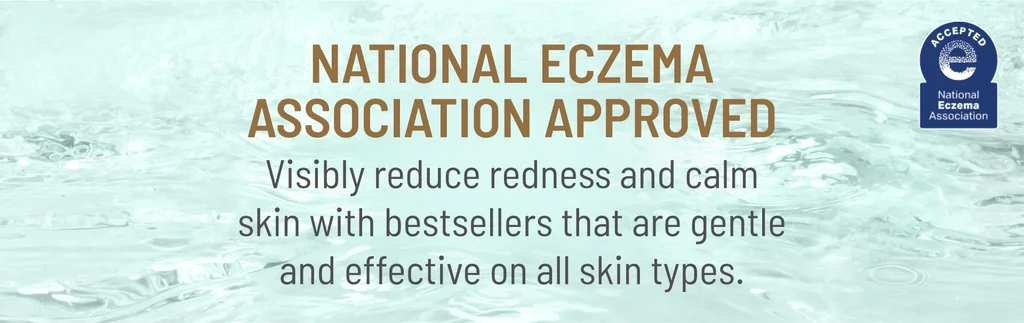 NATIONAL ECZEMA
ASSOCIATION APPROVED
Visibly reduce redness and calm
skin with bestsellers that are gentle
and effective on all skin types.
ACCEPTED
e
National
Eczema
Association